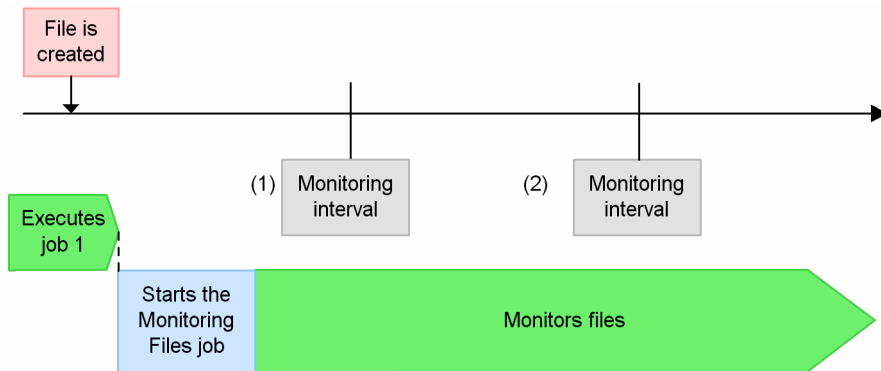 File is
created
(1)
Monitoring
interval
(2)
Monitoring
interval
Executes
job 1
Starts the
Monitoring
Files job
Monitors files